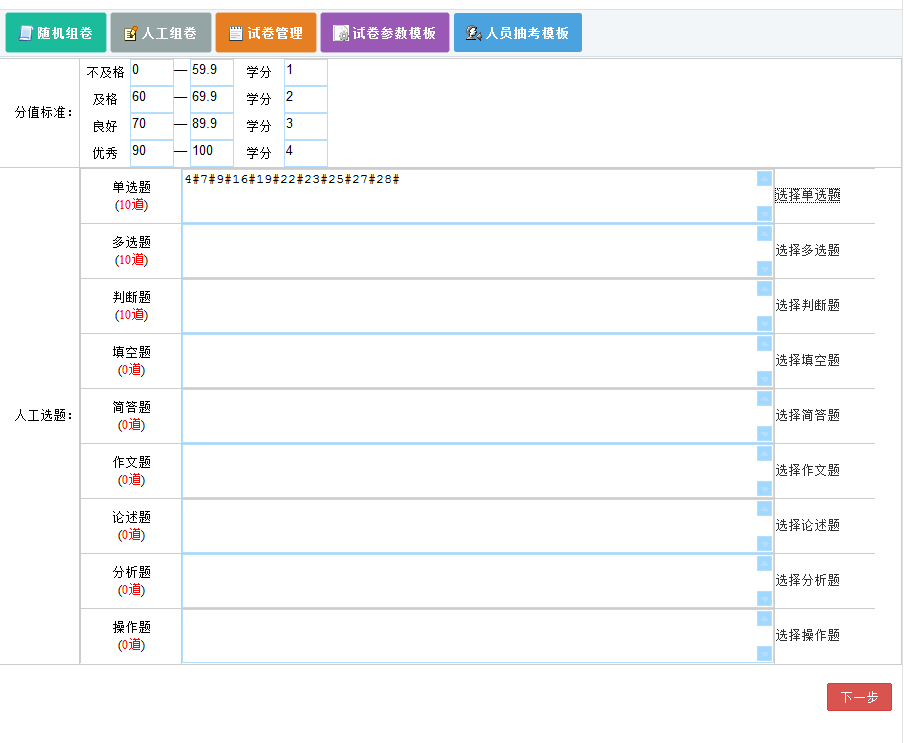 随机组卷 人工组卷 试卷管理 试卷参数模板 人员抽考模板
分值标准：
不及格 0 — 59.9 学分 1
及格 60 — 69.9 学分 2
良好 70 — 89.9 学分 3
优秀 90 — 100 学分 4
人工选题：
单选题 4#7#9#16#19#22#23#25#27#28# 选择单选题
(10道)
多选题 选择多选题
(10道)
判断题 选择判断题
(10道)
填空题 选择填空题
(0道)
简答题 选择简答题
(0道)
作文题 选择作文题
(0道)
论述题 选择论述题
(0道)
分析题 选择分析题
(0道)
操作题 选择操作题
(0道)
下一步